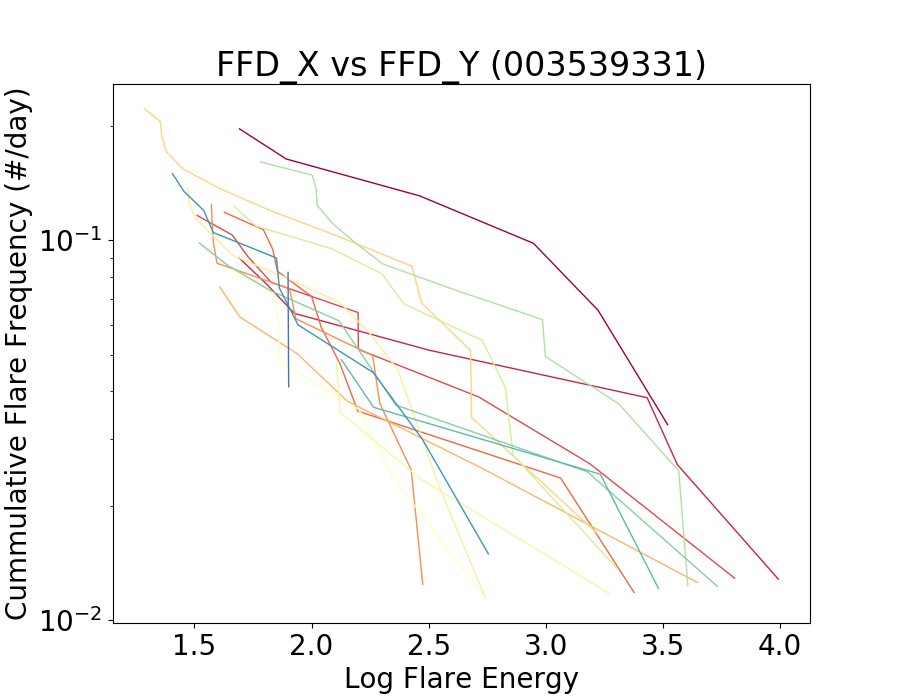 FFD_X vs FFD_Y (003539331)
Cummulative Flare Frequency (#/day)
10⁻¹
10⁻²
1.5 2.0 2.5 3.0 3.5 4.0
Log Flare Energy